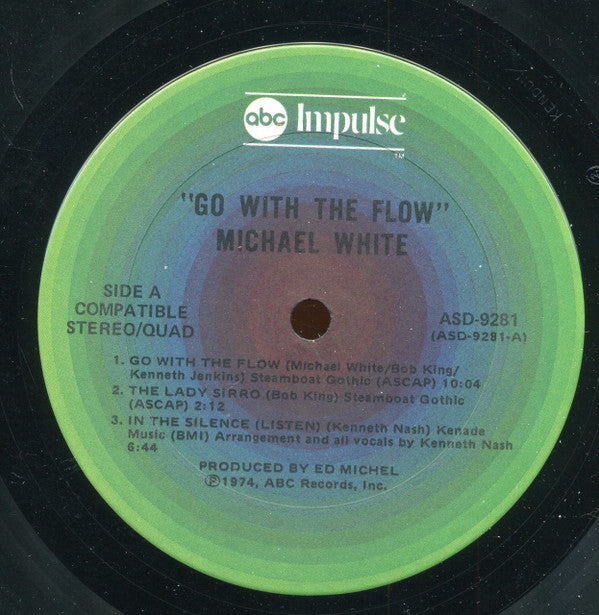 abc Impulse
TM
"GO WITH THE FLOW"
MICHAEL WHITE
SIDE A
COMPATIBLE
STEREO/QUAD
ASD-9281
(ASD-9281-A)
1. GO WITH THE FLOW (Michael White/Bob King/
Kenneth Jenkins) Steamboat Gothic (ASCAP) 10:04
2. THE LADY SIRRO (Bob King) Steamboat Gothic
(ASCAP) 2:12
3. IN THE SILENCE (LISTEN) (Kenneth Nash) Kenade
Music (BMI) Arrangement and all vocals by Kenneth Nash
6:44
PRODUCED BY ED MICHEL
℗1974, ABC Records, Inc.